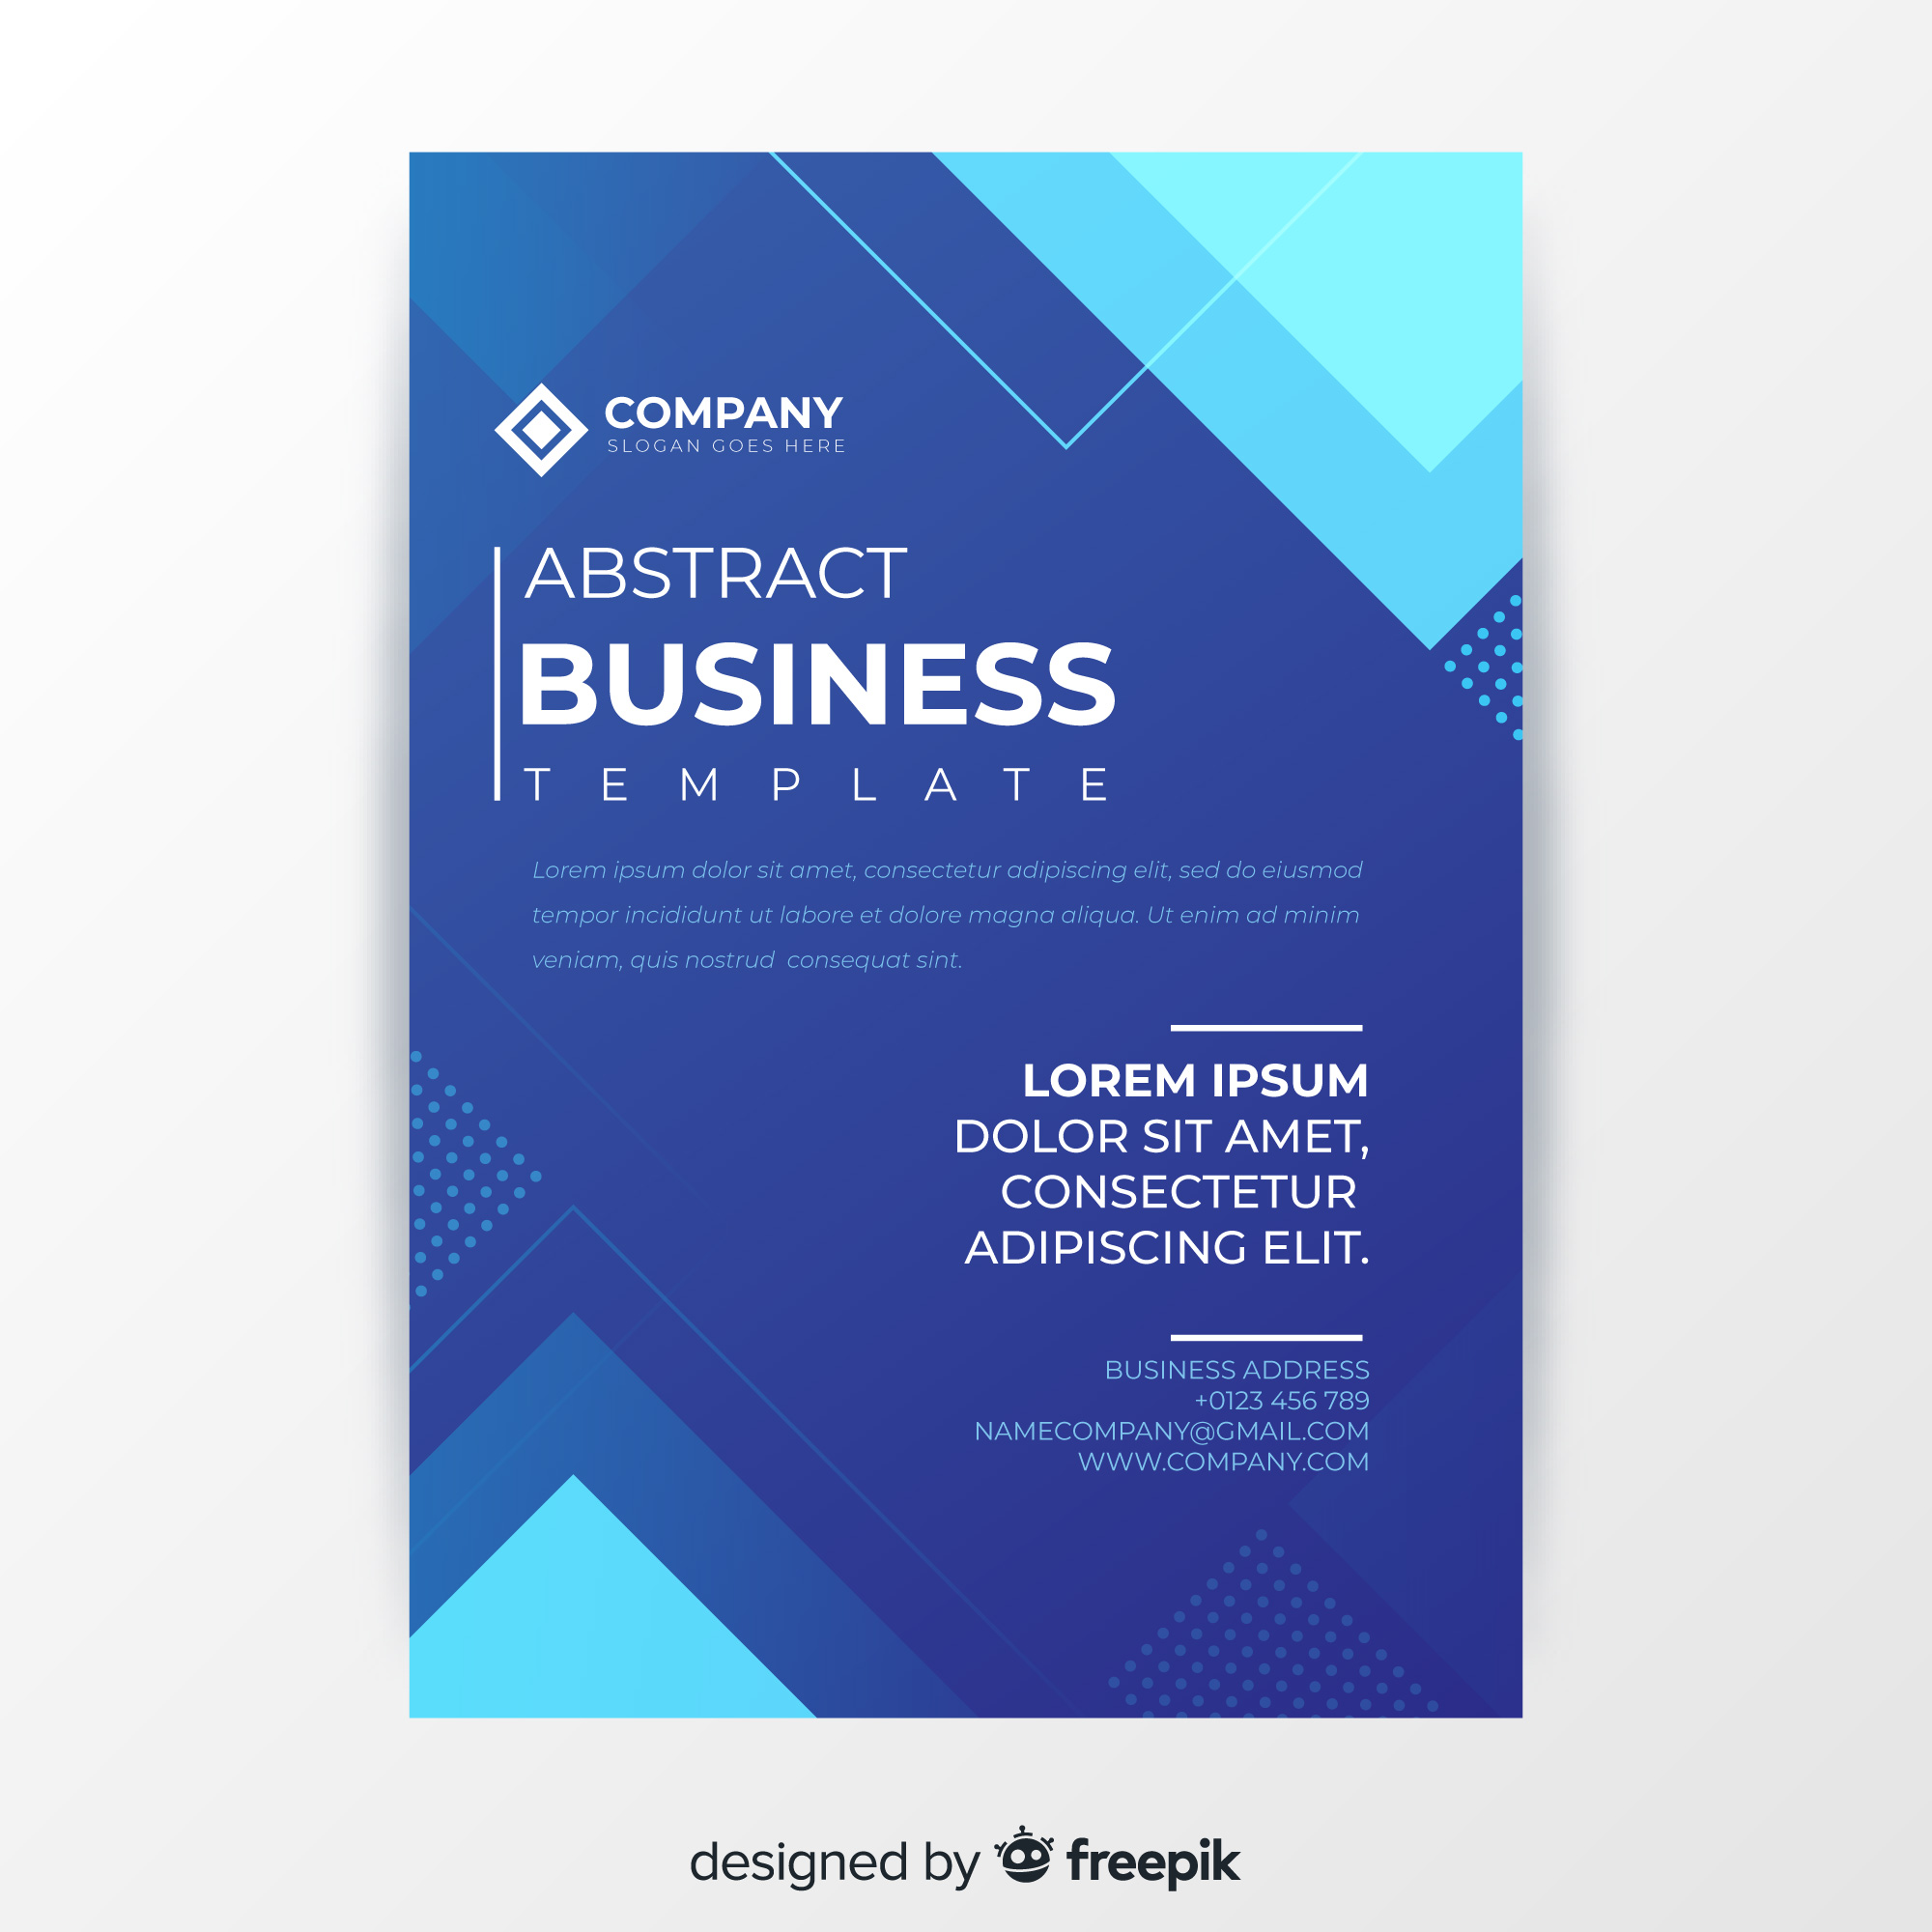 COMPANY
SLOGAN GOES HERE
ABSTRACT
BUSINESS
TEMPLATE
Lorem ipsum dolor sit amet, consectetur adipiscing elit, sed do eiusmod
tempor incididunt ut labore et dolore magna aliqua. Ut enim ad minim
veniam, quis nostrud  consequat sint.
LOREM IPSUM
DOLOR SIT AMET,
CONSECTETUR
ADIPISCING ELIT.
BUSINESS ADDRESS
+0123 456 789
NAMECOMPANY@GMAIL.COM
WWW.COMPANY.COM
designed by freepik